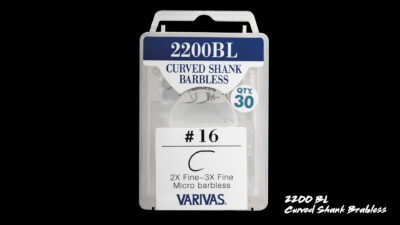 2200BL
CURVED SHANK
BARBLESS
QTY.
30
#16
2X Fine~3X Fine
Micro barbless
VARIVAS
2200 BL
Curved Shank Brabless